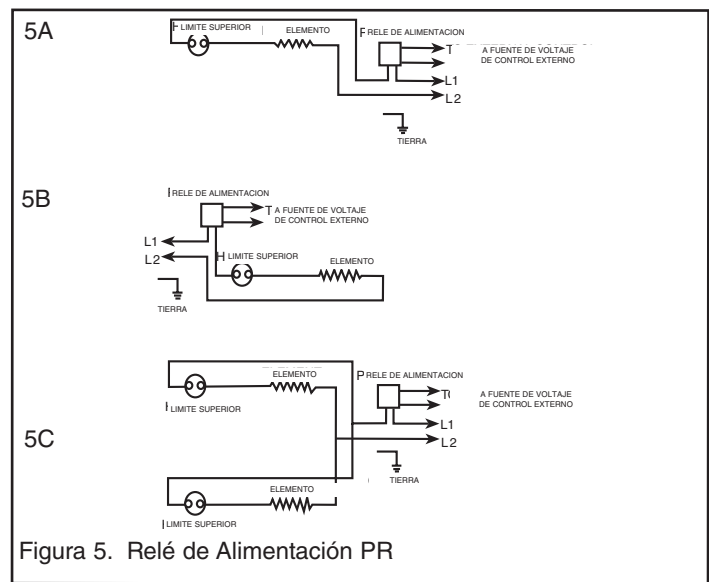 5A
LIMITE SUPERIOR
ELEMENTO
RELE DE ALIMENTACION
A FUENTE DE VOLTAJE
DE CONTROL EXTERNO
L1
L2
TIERRA
5B
RELE DE ALIMENTACION
T A FUENTE DE VOLTAJE
DE CONTROL EXTERNO
L1
L2
H LIMITE SUPERIOR
ELEMENTO
TIERRA
5C
ELEMENTO
P RELE DE ALIMENTACION
LIMITE SUPERIOR
A FUENTE DE VOLTAJE
DE CONTROL EXTERNO
L1
L2
TIERRA
ELEMENTO
LIMITE SUPERIOR
Figura 5. Relé de Alimentación PR